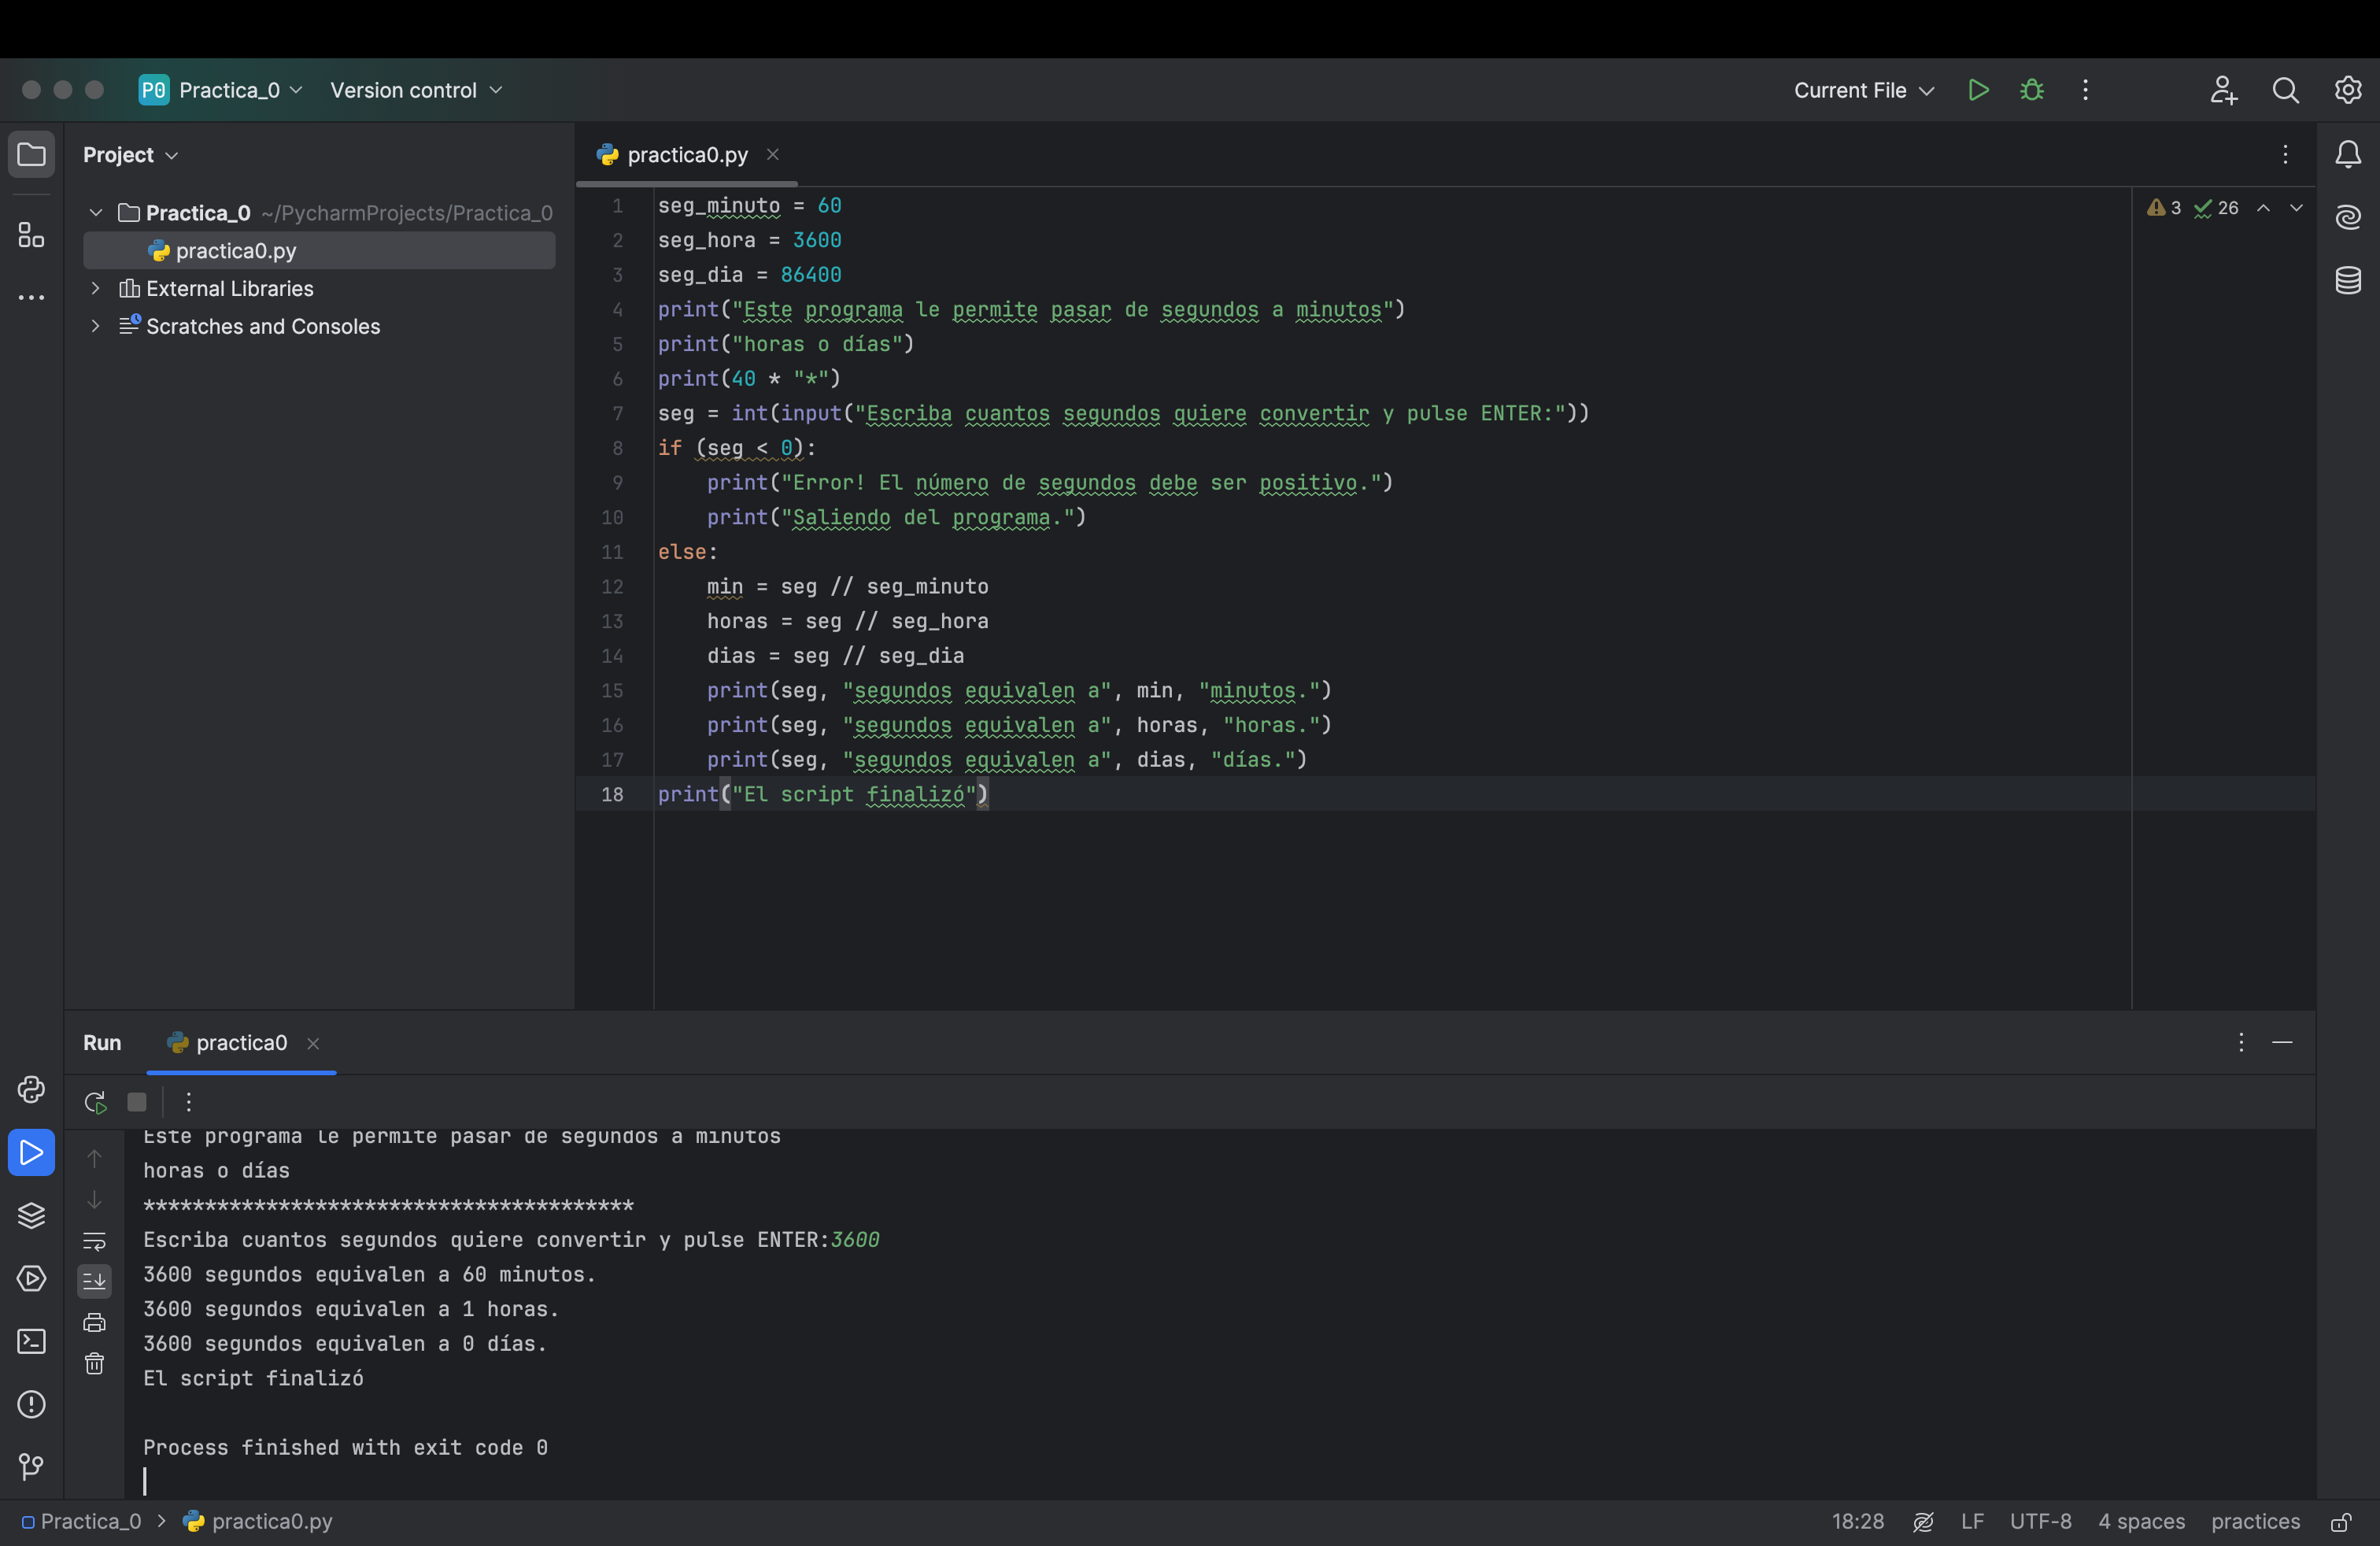 P0 Practica_0 Version control Current File
Project
practica0.py
Practica_0 ~/PycharmProjects/Practica_0
practica0.py
External Libraries
Scratches and Consoles
3 26
1 seg_minuto = 60
2 seg_hora = 3600
3 seg_dia = 86400
4 print("Este programa le permite pasar de segundos a minutos")
5 print("horas o días")
6 print(40 * "*")
7 seg = int(input("Escriba cuantos segundos quiere convertir y pulse ENTER:"))
8 if (seg < 0):
9     print("Error! El número de segundos debe ser positivo.")
10     print("Saliendo del programa.")
11 else:
12     min = seg // seg_minuto
13     horas = seg // seg_hora
14     dias = seg // seg_dia
15     print(seg, "segundos equivalen a", min, "minutos.")
16     print(seg, "segundos equivalen a", horas, "horas.")
17     print(seg, "segundos equivalen a", dias, "días.")
18 print("El script finalizó")
Run practica0
Este programa le permite pasar de segundos a minutos
horas o días
****************************************
Escriba cuantos segundos quiere convertir y pulse ENTER:3600
3600 segundos equivalen a 60 minutos.
3600 segundos equivalen a 1 horas.
3600 segundos equivalen a 0 días.
El script finalizó
Process finished with exit code 0
Practica_0 > practica0.py 18:28 LF UTF-8 4 spaces practices